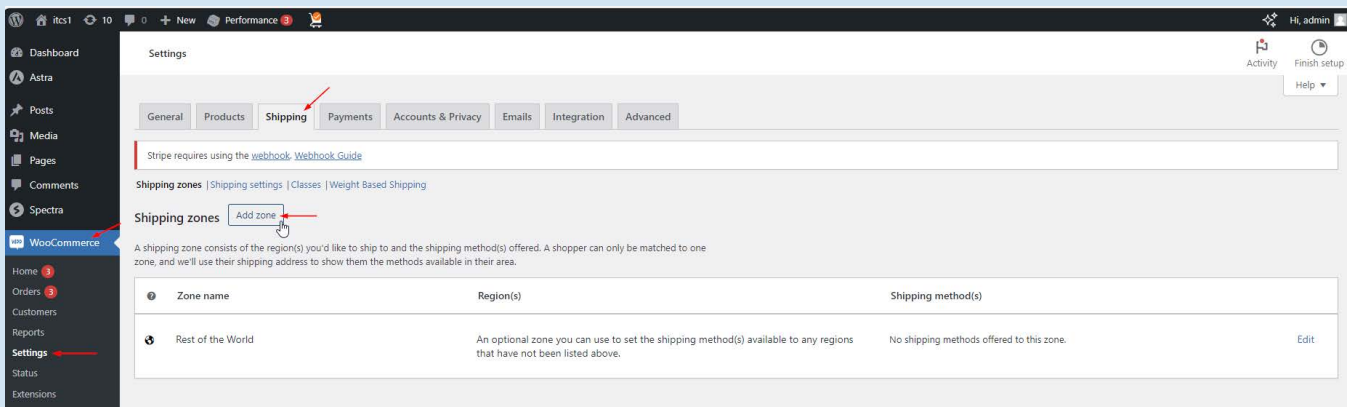 itcs1 10 0 + New Performance 3 Hi, admin
Dashboard
Astra
Posts
Media
Pages
Comments
Spectra
WooCommerce
Home 3
Orders 3
Customers
Reports
Settings
Status
Extensions
Settings
Activity Finish setup
Help
General Products Shipping Payments Accounts & Privacy Emails Integration Advanced
Stripe requires using the webhook. Webhook Guide
Shipping zones | Shipping settings | Classes | Weight Based Shipping
Shipping zones Add zone
A shipping zone consists of the region(s) you'd like to ship to and the shipping method(s) offered. A shopper can only be matched to one
zone, and we'll use their shipping address to show them the methods available in their area.
? Zone name Region(s) Shipping method(s)
Rest of the World An optional zone you can use to set the shipping method(s) available to any regions No shipping methods offered to this zone. Edit
that have not been listed above.